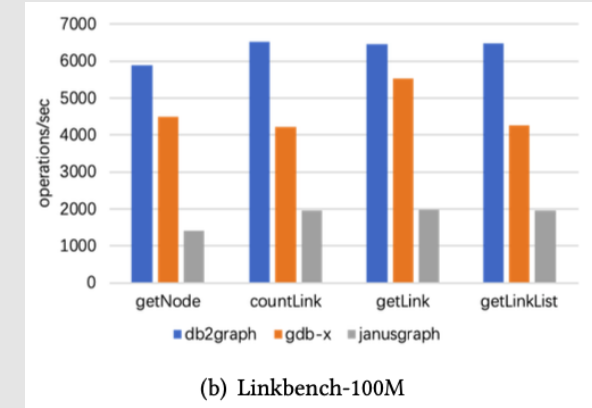 7000
6000
5000
4000
3000
2000
1000
0
operations/sec
getNode countLink getLink getLinkList
db2graph gdb-x janusgraph
(b) Linkbench-100M